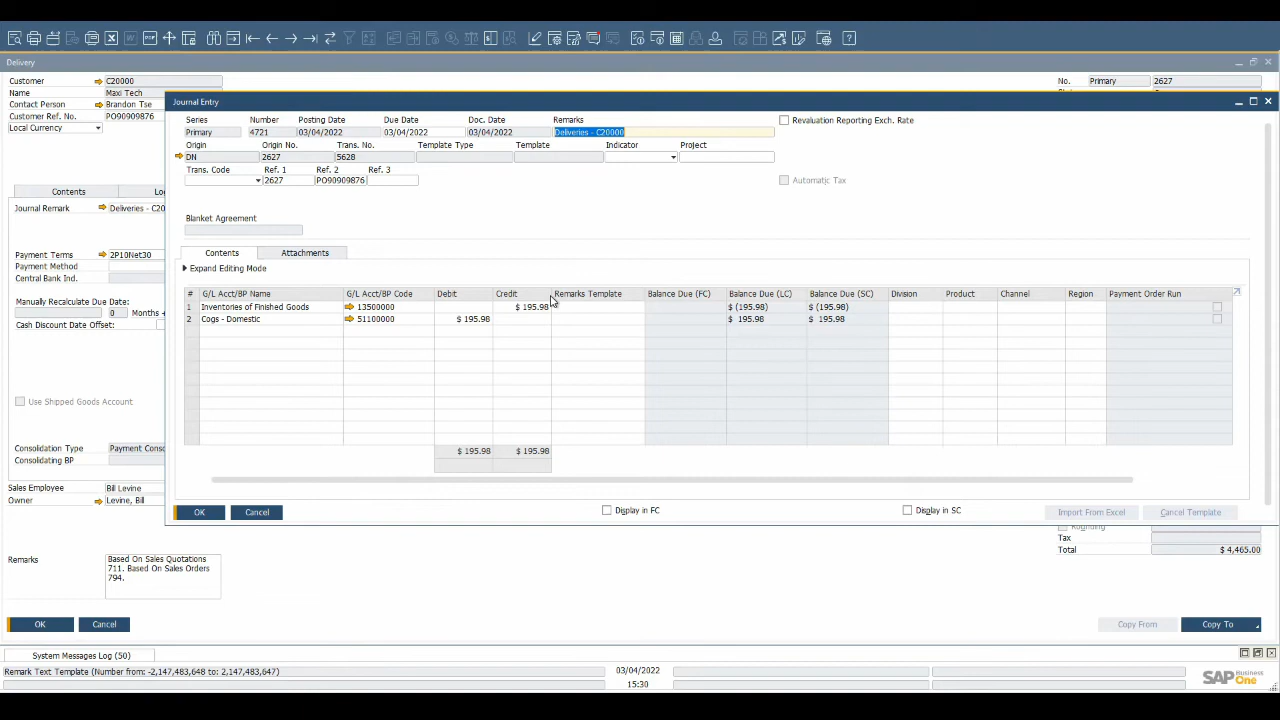 Delivery
Customer C20000 No. Primary 2627
Name Maxi Tech
Contact Person Brandon Tse
Customer Ref. No. PO90909876
Local Currency
Contents
Journal Remark Deliveries - C20
Payment Terms 2P10Net30
Payment Method
Central Bank Ind.
Manually Recalculate Due Date:
0 Months +
Cash Discount Date Offset:
Use Shipped Goods Account
Consolidation Type Payment Conso
Consolidating BP
Sales Employee Bill Levine
Owner Levine, Bill
Journal Entry
Series Number Posting Date Due Date Doc. Date Remarks
Primary 4721 03/04/2022 03/04/2022 03/04/2022 Deliveries - C20000
Revaluation Reporting Exch. Rate
Origin Origin No. Trans. No. Template Type Template Indicator Project
DN 2627 5628
Trans. Code Ref. 1 Ref. 2 Ref. 3
2627 PO90909876
Automatic Tax
Blanket Agreement
Contents Attachments
Expand Editing Mode
# G/L Acct/BP Name G/L Acct/BP Code Debit Credit Remarks Template Balance Due (FC) Balance Due (LC) Balance Due (SC) Division Product Channel Region Payment Order Run
1 Inventories of Finished Goods 13500000 $ 195.98 $ (195.98) $ (195.98)
2 Cogs - Domestic 51100000 $ 195.98 $ 195.98 $ 195.98
$ 195.98 $ 195.98
Display in FC Display in SC
OK Cancel Import From Excel Cancel Template
Rounding
Tax
Total $ 4,465.00
Remarks Based On Sales Quotations
711. Based On Sales Orders
794.
OK Cancel Copy From Copy To
System Messages Log (50)
Remark Text Template (Number from: -2,147,483,648 to: 2,147,483,647) 03/04/2022
15:30
SAP Business One